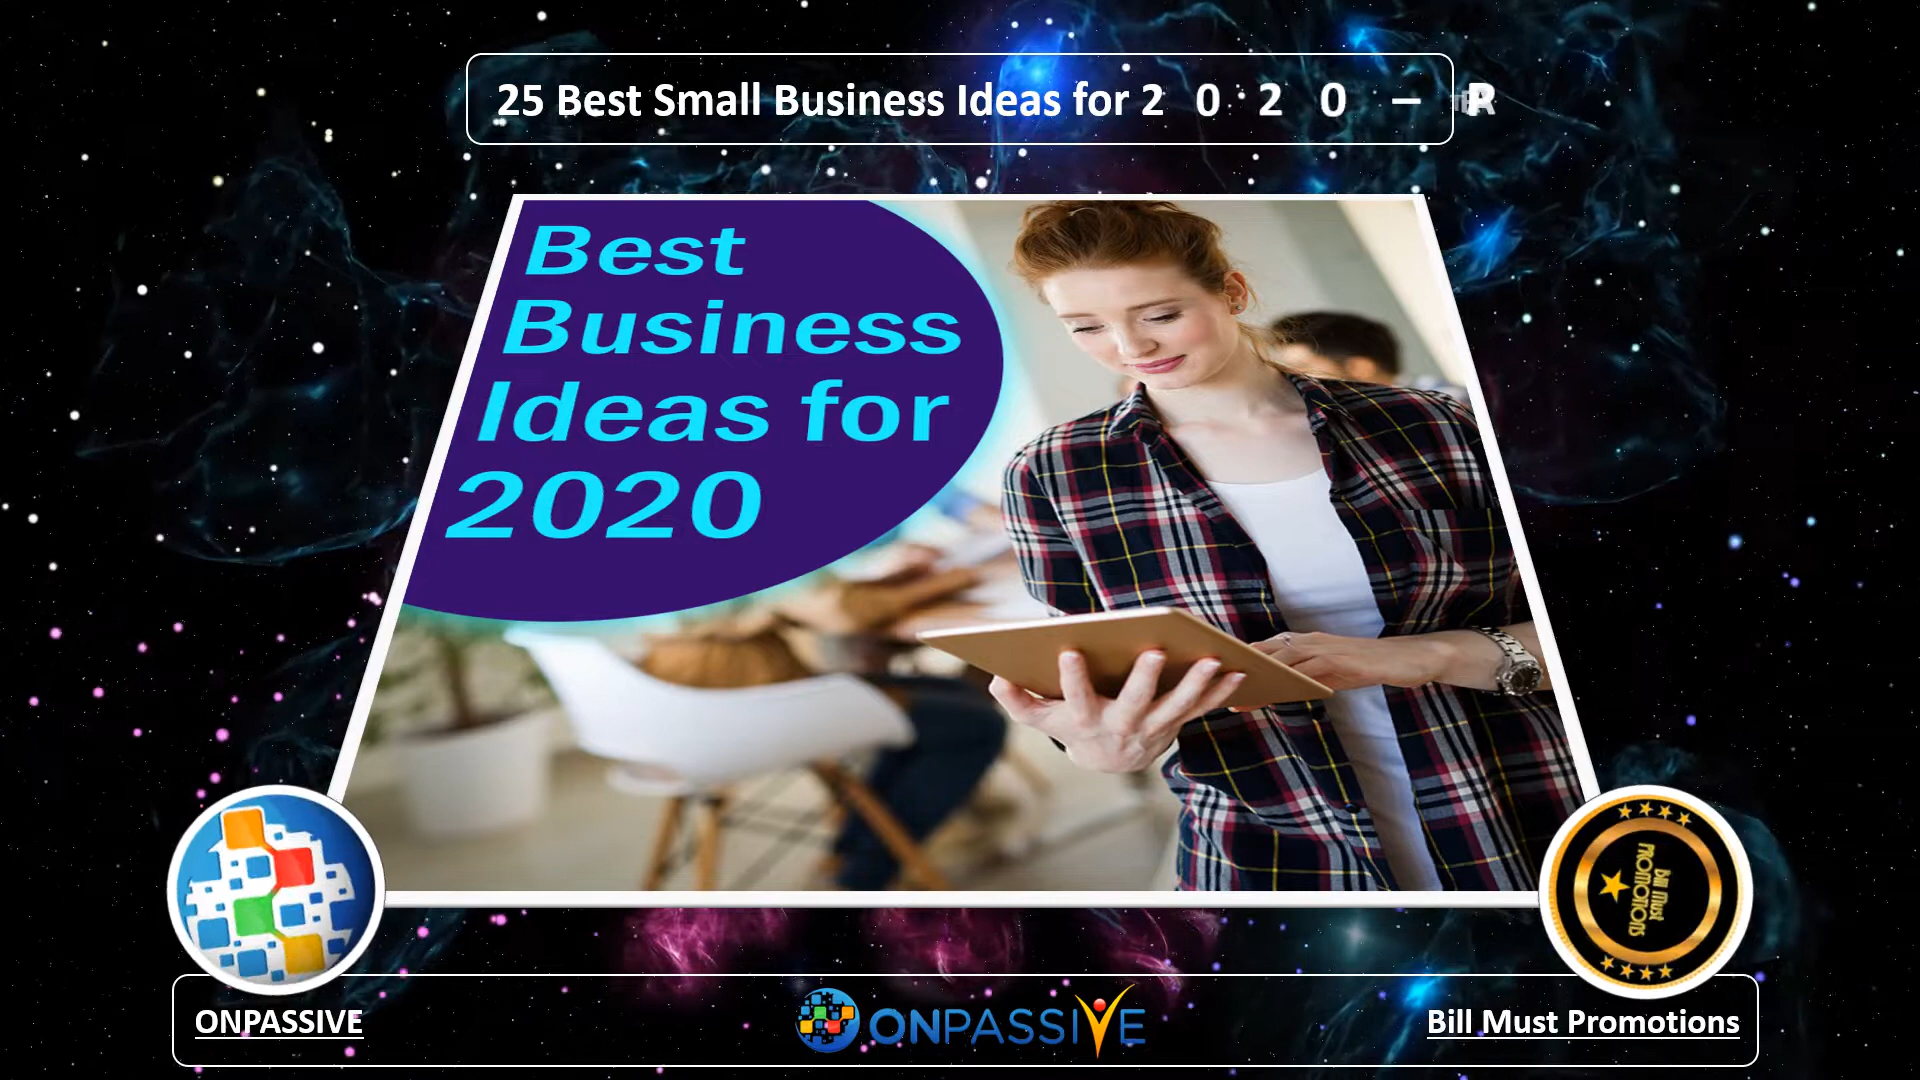 25 Best Small Business Ideas for 2 0 2 0 –
Best
Business
Ideas for
2020
Bill Must
PROMOTIONS
ONPASSIVE
ONPASSIVE
Bill Must Promotions